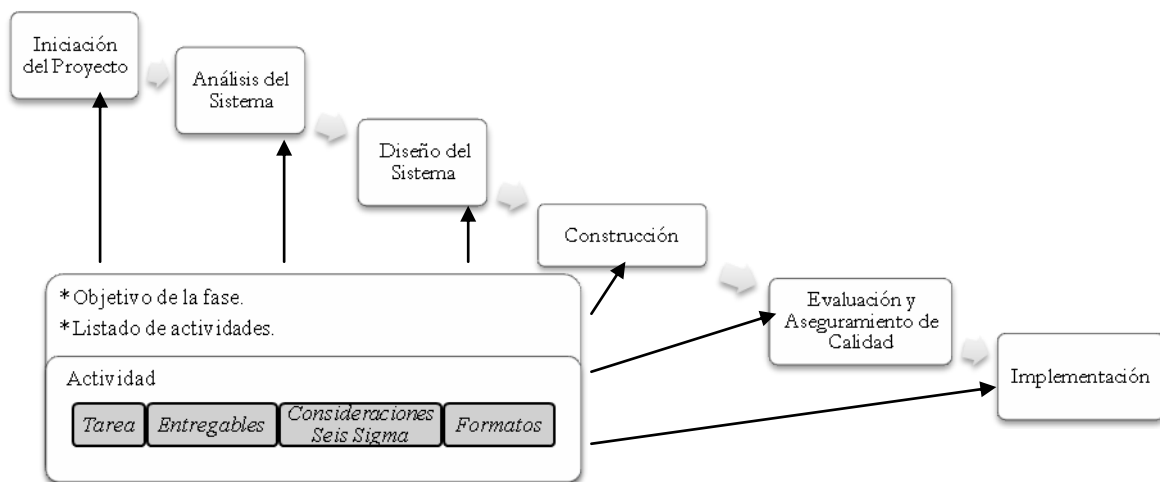 Iniciación
del Proyecto
Análisis del
Sistema
Diseño del
Sistema
Construcción
Evaluación y
Aseguramiento de
Calidad
Implementación
*Objetivo de la fase.
*Listado de actividades.
Actividad
Tarea
Entregables
Consideraciones
Seis Sigma
Formatos